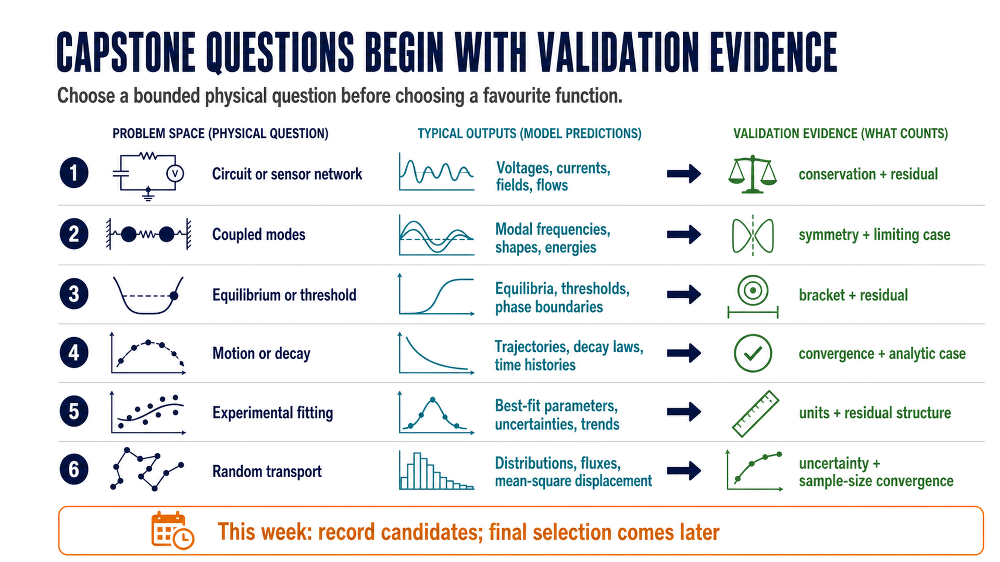 CAPSTONE QUESTIONS BEGIN WITH VALIDATION EVIDENCE
Choose a bounded physical question before choosing a favourite function.
PROBLEM SPACE (PHYSICAL QUESTION)
TYPICAL OUTPUTS (MODEL PREDICTIONS)
VALIDATION EVIDENCE (WHAT COUNTS)
1
V
Circuit or sensor network
Voltages, currents,
fields, flows
conservation + residual
2
Coupled modes
Modal frequencies,
shapes, energies
symmetry + limiting case
3
Equilibrium or threshold
Equilibria, thresholds,
phase boundaries
bracket + residual
4
Motion or decay
Trajectories, decay laws,
time histories
convergence + analytic case
5
Experimental fitting
Best-fit parameters,
uncertainties, trends
units + residual structure
6
Random transport
Distributions, fluxes,
mean-square displacement
uncertainty +
sample-size convergence
This week: record candidates; final selection comes later